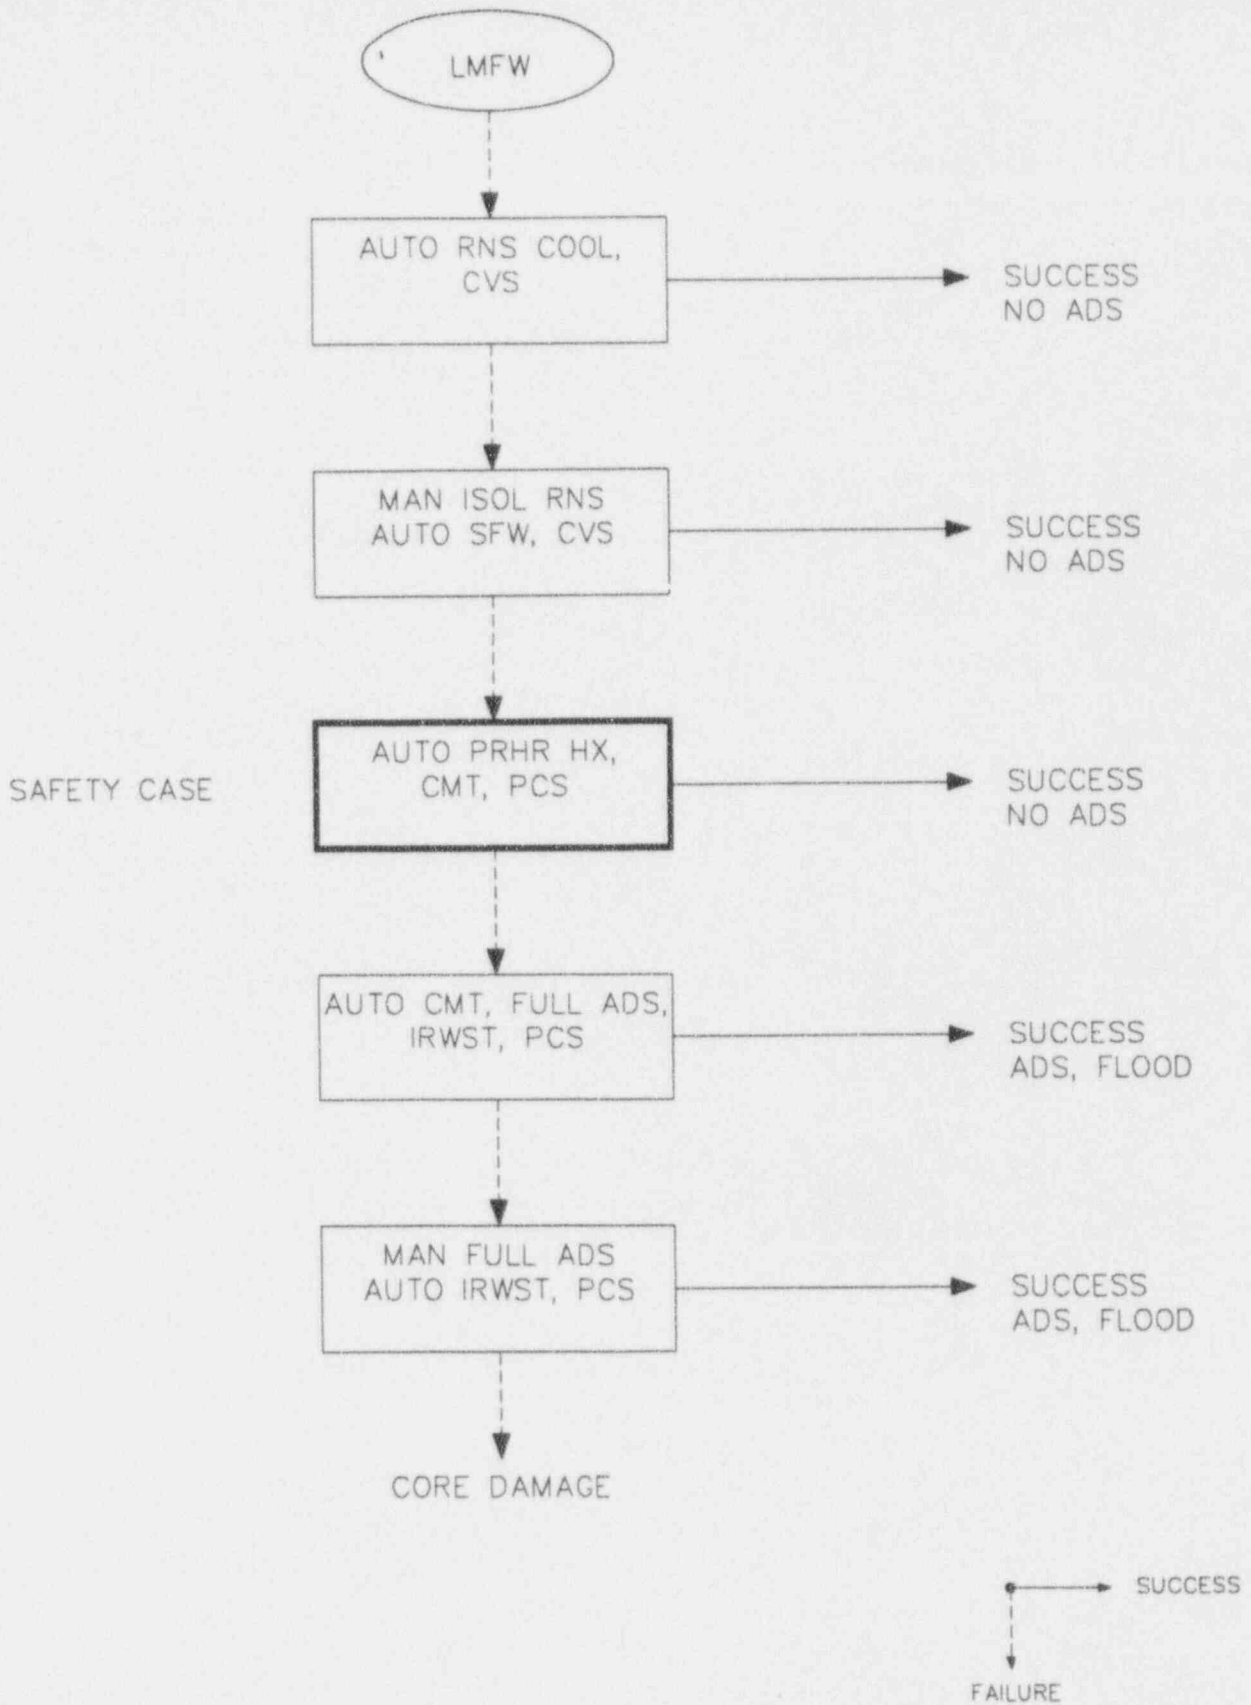 LMFW
AUTO RNS COOL,
CVS
SUCCESS
NO ADS
MAN ISOL RNS
AUTO SFW, CVS
SUCCESS
NO ADS
SAFETY CASE
AUTO PRHR HX,
CMT, PCS
SUCCESS
NO ADS
AUTO CMT, FULL ADS,
IRWST, PCS
SUCCESS
ADS, FLOOD
MAN FULL ADS
AUTO IRWST, PCS
SUCCESS
ADS, FLOOD
CORE DAMAGE
SUCCESS
FAILURE